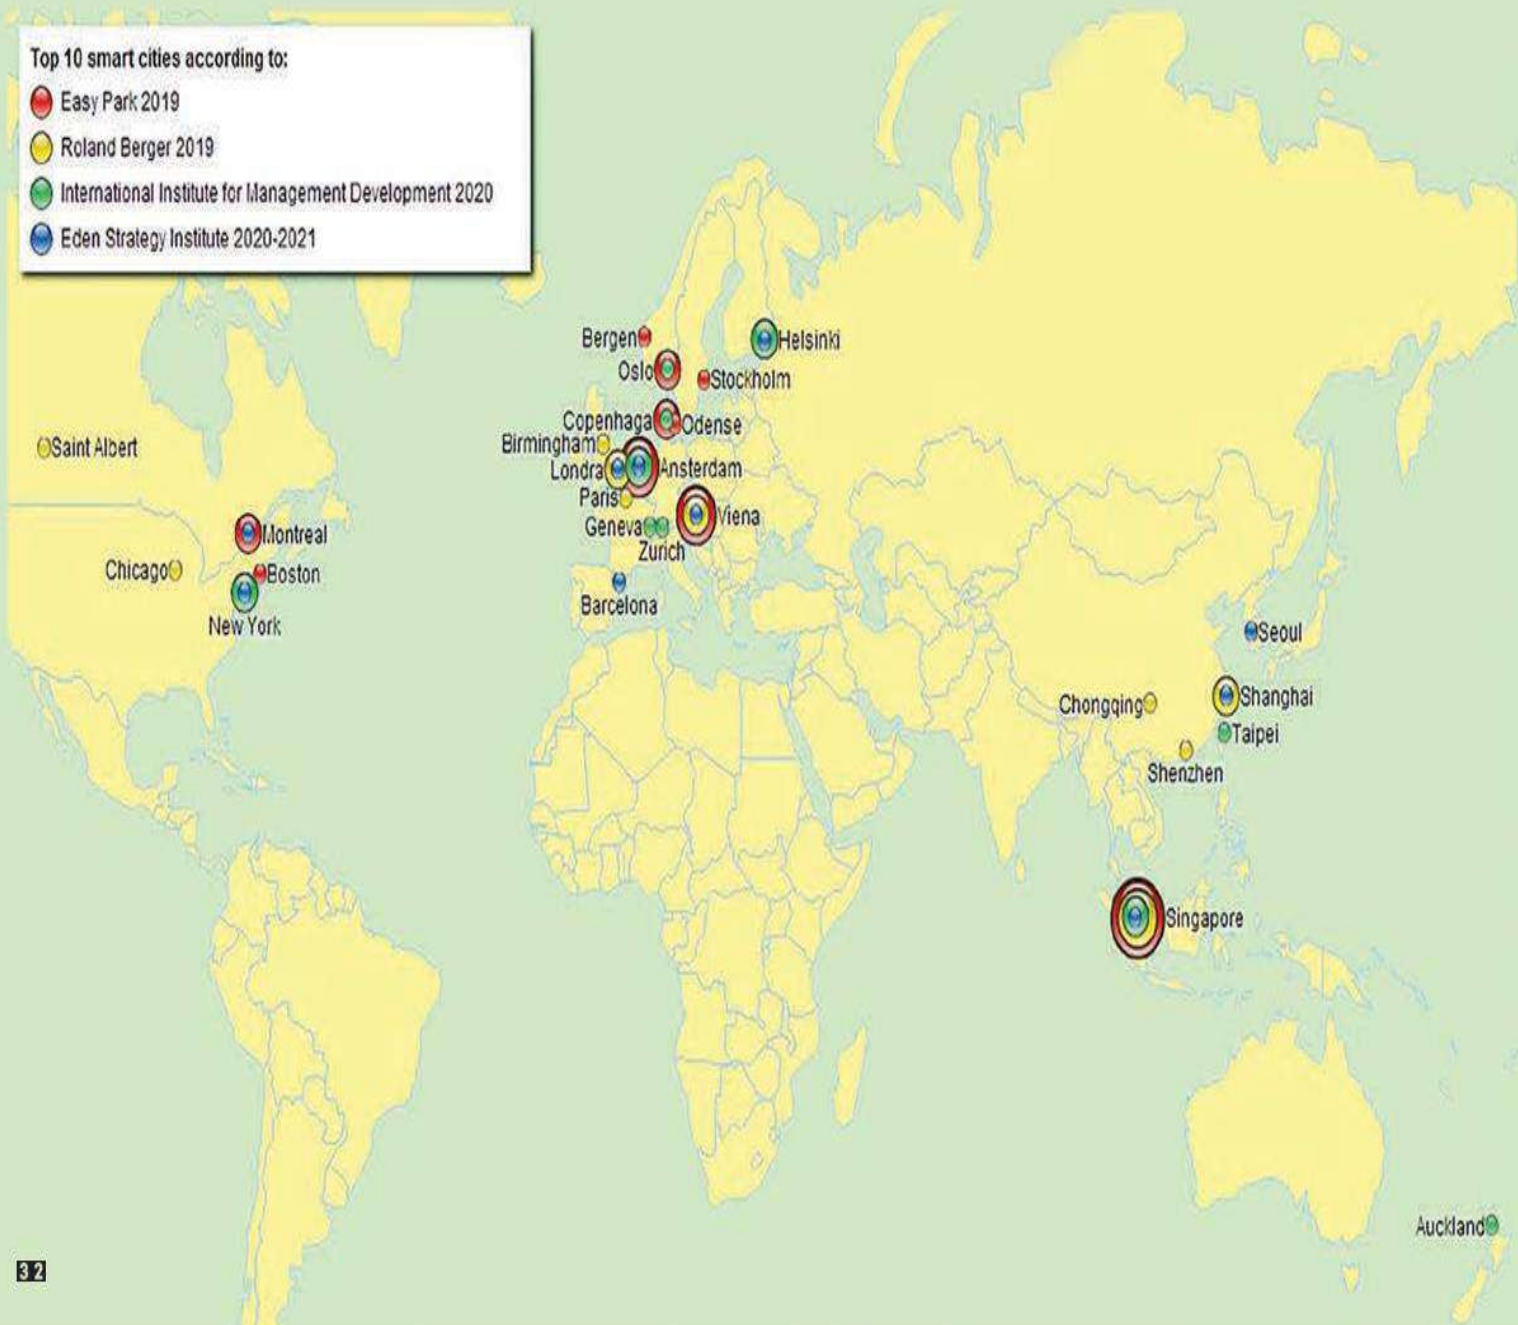 Top 10 smart cities according to:
Easy Park 2019
Roland Berger 2019
International Institute for Management Development 2020
Eden Strategy Institute 2020-2021
Bergen
Helsinki
Oslo
Stockholm
Copenhaga
Odense
Birmingham
Saint Albert
Londra
Ansterdam
Paris
Viena
Geneva
Zurich
Montreal
Chicago
Boston
Barcelona
New York
Seoul
Chongqing
Shanghai
Taipei
Shenzhen
Singapore
Auckland
32